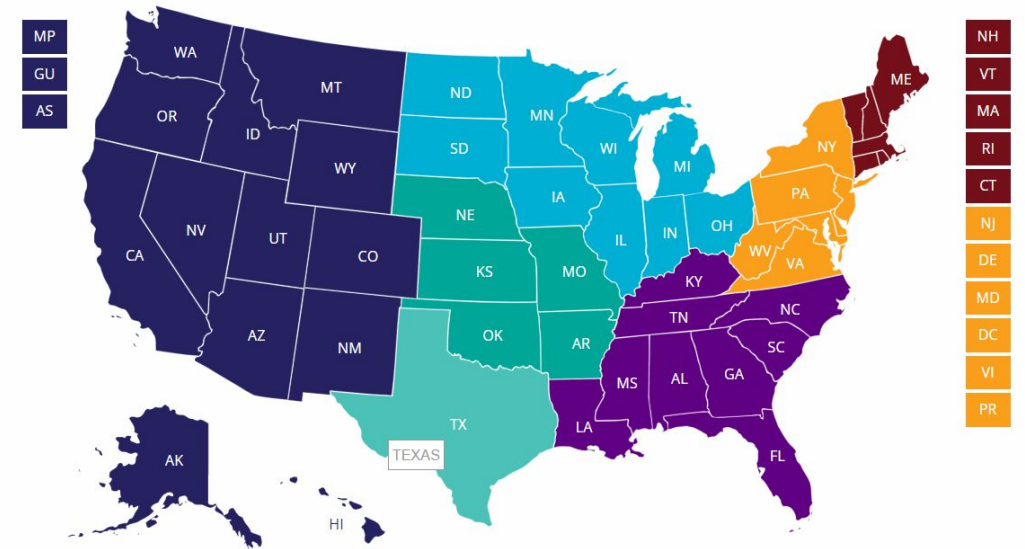 MP
GU
AS
WA
OR
ID
MT
WY
CA
NV
UT
CO
AZ
NM
AK
HI
ND
SD
MN
WI
MI
IA
IL
IN
OH
NE
KS
MO
OK
AR
TX
TEXAS
KY
TN
NC
SC
MS
AL
GA
LA
FL
NY
PA
WV
VA
ME
NH
VT
MA
RI
CT
NJ
DE
MD
DC
VI
PR